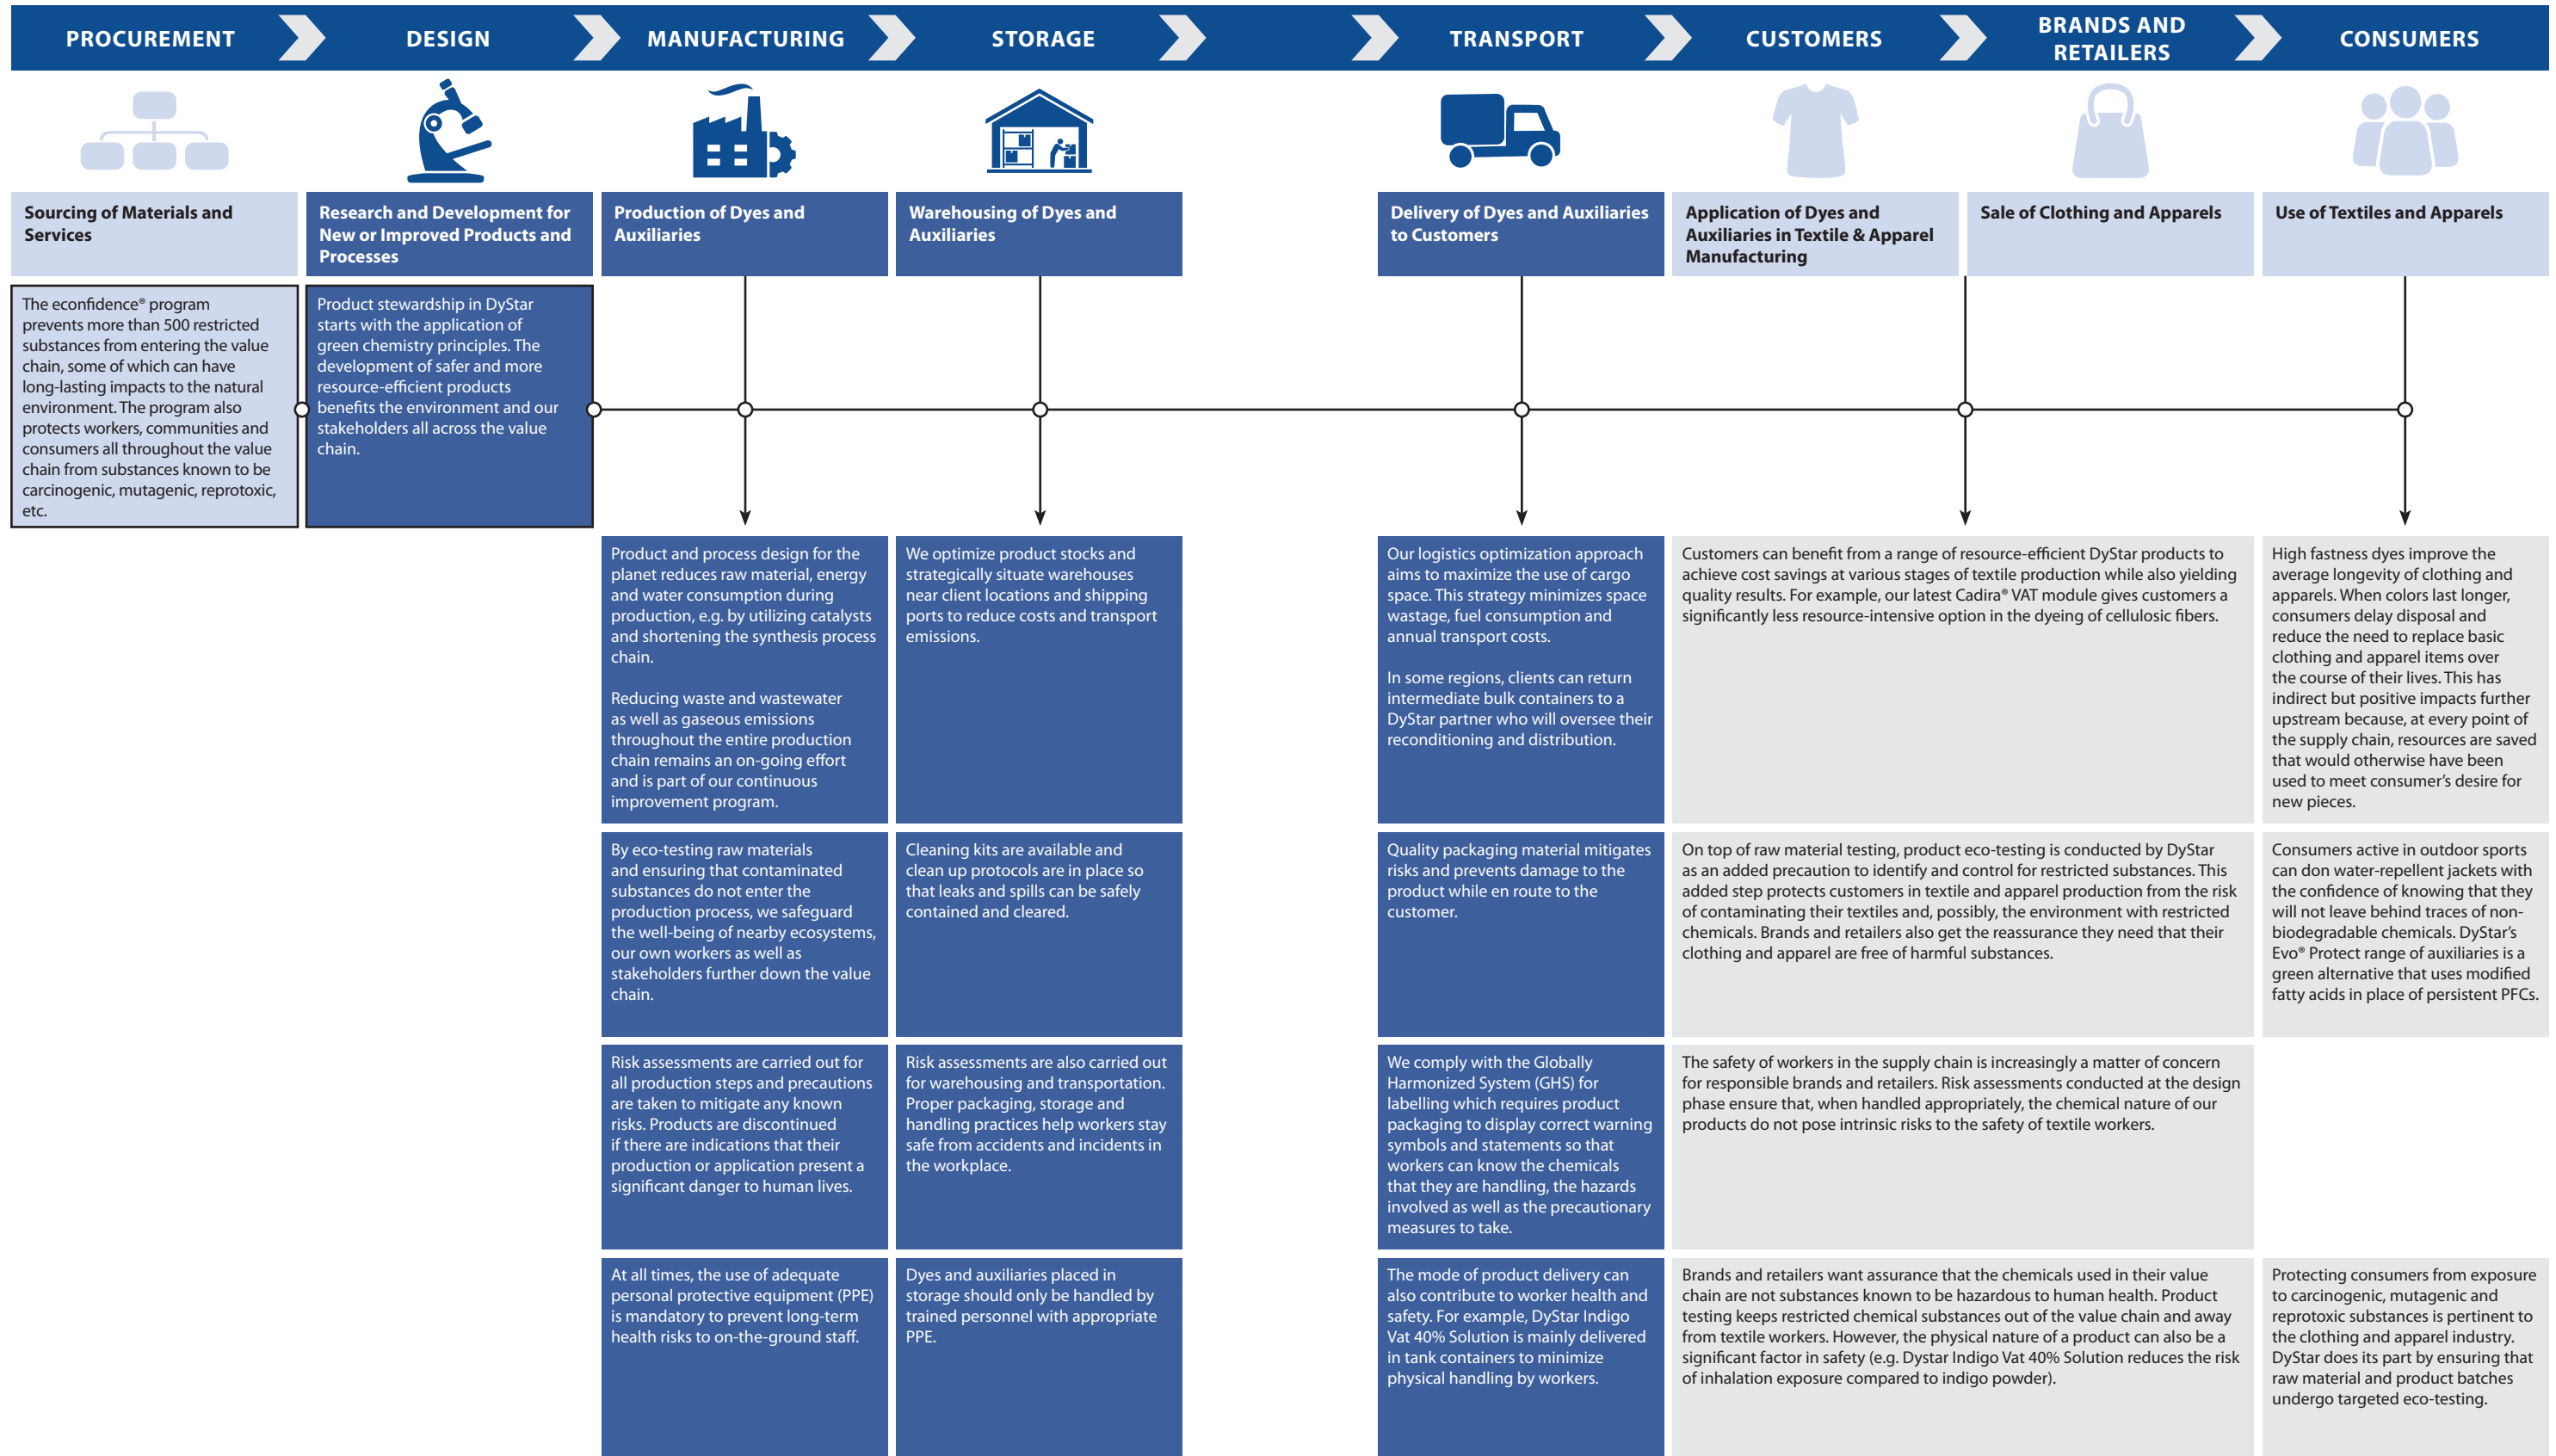 PROCUREMENT
DESIGN
MANUFACTURING
STORAGE
TRANSPORT
CUSTOMERS
BRANDS AND
RETAILERS
CONSUMERS
Sourcing of Materials and
Services
Research and Development for
New or Improved Products and
Processes
Production of Dyes and
Auxiliaries
Warehousing of Dyes and
Auxiliaries
Delivery of Dyes and Auxiliaries
to Customers
Application of Dyes and
Auxiliaries in Textile & Apparel
Manufacturing
Sale of Clothing and Apparels
Use of Textiles and Apparels
The econfidence® program
prevents more than 500 restricted
substances from entering the value
chain, some of which can have
long-lasting impacts to the natural
environment. The program also
protects workers, communities and
consumers all throughout the value
chain from substances known to be
carcinogenic, mutagenic, reprotoxic,
etc.
Product stewardship in DyStar
starts with the application of
green chemistry principles. The
development of safer and more
resource-efficient products
benefits the environment and our
stakeholders all across the value
chain.
Product and process design for the
planet reduces raw material, energy
and water consumption during
production, e.g. by utilizing catalysts
and shortening the synthesis process
chain.
Reducing waste and wastewater
as well as gaseous emissions
throughout the entire production
chain remains an on-going effort
and is part of our continuous
improvement program.
We optimize product stocks and
strategically situate warehouses
near client locations and shipping
ports to reduce costs and transport
emissions.
Our logistics optimization approach
aims to maximize the use of cargo
space. This strategy minimizes space
wastage, fuel consumption and
annual transport costs.
In some regions, clients can return
intermediate bulk containers to a
DyStar partner who will oversee their
reconditioning and distribution.
Customers can benefit from a range of resource-efficient DyStar products to
achieve cost savings at various stages of textile production while also yielding
quality results. For example, our latest Cadira® VAT module gives customers a
significantly less resource-intensive option in the dyeing of cellulosic fibers.
High fastness dyes improve the
average longevity of clothing and
apparels. When colors last longer,
consumers delay disposal and
reduce the need to replace basic
clothing and apparel items over
the course of their lives. This has
indirect but positive impacts further
upstream because, at every point of
the supply chain, resources are saved
that would otherwise have been
used to meet consumer's desire for
new pieces.
By eco-testing raw materials
and ensuring that contaminated
substances do not enter the
production process, we safeguard
the well-being of nearby ecosystems,
our own workers as well as
stakeholders further down the value
chain.
Cleaning kits are available and
clean up protocols are in place so
that leaks and spills can be safely
contained and cleared.
Quality packaging material mitigates
risks and prevents damage to the
product while en route to the
customer.
On top of raw material testing, product eco-testing is conducted by DyStar
as an added precaution to identify and control for restricted substances. This
added step protects customers in textile and apparel production from the risk
of contaminating their textiles and, possibly, the environment with restricted
chemicals. Brands and retailers also get the reassurance they need that their
clothing and apparel are free of harmful substances.
Consumers active in outdoor sports
can don water-repellent jackets with
the confidence of knowing that they
will not leave behind traces of non-
biodegradable chemicals. DyStar's
Evo® Protect range of auxiliaries is a
green alternative that uses modified
fatty acids in place of persistent PFCs.
Risk assessments are carried out for
all production steps and precautions
are taken to mitigate any known
risks. Products are discontinued
if there are indications that their
production or application present a
significant danger to human lives.
Risk assessments are also carried out
for warehousing and transportation.
Proper packaging, storage and
handling practices help workers stay
safe from accidents and incidents in
the workplace.
We comply with the Globally
Harmonized System (GHS) for
labelling which requires product
packaging to display correct warning
symbols and statements so that
workers can know the chemicals
that they are handling, the hazards
involved as well as the precautionary
measures to take.
The safety of workers in the supply chain is increasingly a matter of concern
for responsible brands and retailers. Risk assessments conducted at the design
phase ensure that, when handled appropriately, the chemical nature of our
products do not pose intrinsic risks to the safety of textile workers.
At all times, the use of adequate
personal protective equipment (PPE)
is mandatory to prevent long-term
health risks to on-the-ground staff.
Dyes and auxiliaries placed in
storage should only be handled by
trained personnel with appropriate
PPE.
The mode of product delivery can
also contribute to worker health and
safety. For example, DyStar Indigo
Vat 40% Solution is mainly delivered
in tank containers to minimize
physical handling by workers.
Brands and retailers want assurance that the chemicals used in their value
chain are not substances known to be hazardous to human health. Product
testing keeps restricted chemical substances out of the value chain and away
from textile workers. However, the physical nature of a product can also be a
significant factor in safety (e.g. Dystar Indigo Vat 40% Solution reduces the risk
of inhalation exposure compared to indigo powder).
Protecting consumers from exposure
to carcinogenic, mutagenic and
reprotoxic substances is pertinent to
the clothing and apparel industry.
DyStar does its part by ensuring that
raw material and product batches
undergo targeted eco-testing.